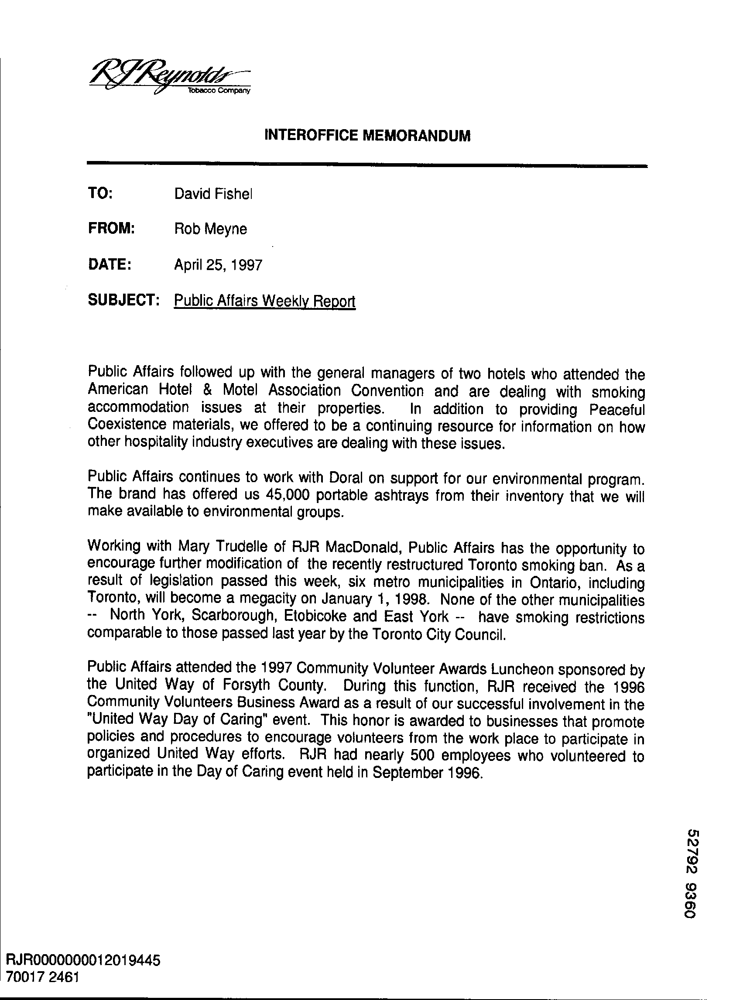 RJReynolds
Tobacco Company
INTEROFFICE MEMORANDUM
TO: David Fishel
FROM: Rob Meyne
DATE: April 25, 1997
SUBJECT: Public Affairs Weekly Report
Public Affairs followed up with the general managers of two hotels who attended the
American Hotel & Motel Association Convention and are dealing with smoking
accommodation issues at their properties. In addition to providing Peaceful
Coexistence materials, we offered to be a continuing resource for information on how
other hospitality industry executives are dealing with these issues.
Public Affairs continues to work with Doral on support for our environmental program.
The brand has offered us 45,000 portable ashtrays from their inventory that we will
make available to environmental groups.
Working with Mary Trudelle of RJR MacDonald, Public Affairs has the opportunity to
encourage further modification of the recently restructured Toronto smoking ban. As a
result of legislation passed this week, six metro municipalities in Ontario, including
Toronto, will become a megacity on January 1, 1998. None of the other municipalities
-- North York, Scarborough, Etobicoke and East York -- have smoking restrictions
comparable to those passed last year by the Toronto City Council.
Public Affairs attended the 1997 Community Volunteer Awards Luncheon sponsored by
the United Way of Forsyth County. During this function, RJR received the 1996
Community Volunteers Business Award as a result of our successful involvement in the
"United Way Day of Caring" event. This honor is awarded to businesses that promote
policies and procedures to encourage volunteers from the work place to participate in
organized United Way efforts. RJR had nearly 500 employees who volunteered to
participate in the Day of Caring event held in September 1996.
52792 9360
RJR0000000012019445
70017 2461